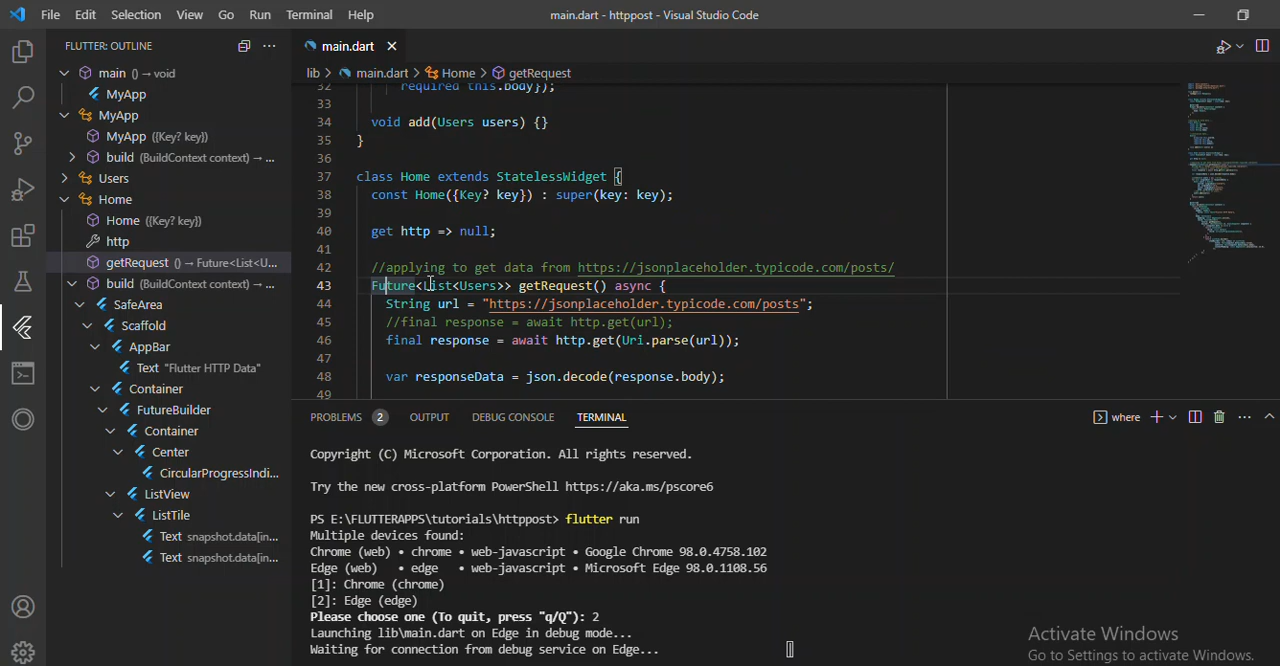 File Edit Selection View Go Run Terminal Help main.dart - httppost - Visual Studio Code
FLUTTER: OUTLINE
main () → void
MyApp
MyApp
MyApp ({Key? key})
build (BuildContext context) → ...
Users
Home
Home ({Key? key})
http
getRequest () → Future<List<U...
build (BuildContext context) → ...
SafeArea
Scaffold
AppBar
Text "Flutter HTTP Data"
Container
FutureBuilder
Container
Center
CircularProgressIndi...
ListView
ListTile
Text snapshot.data[in...
Text snapshot.data[in...
main.dart
lib > main.dart > Home > getRequest
32 required this.body});
33
34 void add(Users users) {}
35 }
36
37 class Home extends StatelessWidget {
38 const Home({Key? key}) : super(key: key);
39
40 get http => null;
41
42 //applying to get data from https://jsonplaceholder.typicode.com/posts/
43 Future<List<Users>> getRequest() async {
44 String url = "https://jsonplaceholder.typicode.com/posts";
45 //final response = await http.get(url);
46 final response = await http.get(Uri.parse(url));
47
48 var responseData = json.decode(response.body);
49
PROBLEMS 2 OUTPUT DEBUG CONSOLE TERMINAL where
Copyright (C) Microsoft Corporation. All rights reserved.
Try the new cross-platform PowerShell https://aka.ms/pscore6
PS E:\FLUTTERAPPS\tutorials\httppost> flutter run
Multiple devices found:
Chrome (web) • chrome • web-javascript • Google Chrome 98.0.4758.102
Edge (web) • edge • web-javascript • Microsoft Edge 98.0.1108.56
[1]: Chrome (chrome)
[2]: Edge (edge)
Please choose one (To quit, press "q/Q"): 2
Launching lib\main.dart on Edge in debug mode...
Waiting for connection from debug service on Edge...
Activate Windows
Go to Settings to activate Windows.